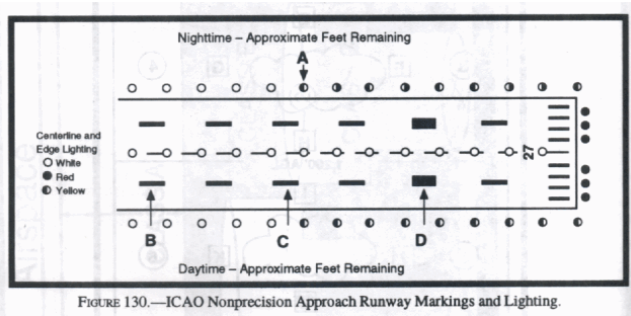 Nighttime – Approximate Feet Remaining
A
Centerline and
Edge Lighting
White
Red
Yellow
27
B
C
D
Daytime – Approximate Feet Remaining
FIGURE 130.—ICAO Nonprecision Approach Runway Markings and Lighting.